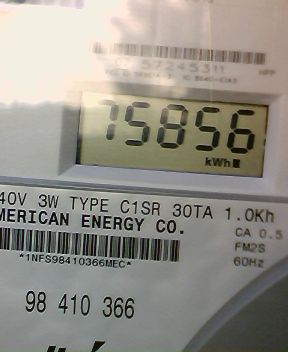 57245311
75856
kWh
40V 3W TYPE C1SR 30TA 1.0Kh
MERICAN ENERGY CO.
CA 0.5
FM2S
60Hz
*1NFS98410366MEC*
98 410 366